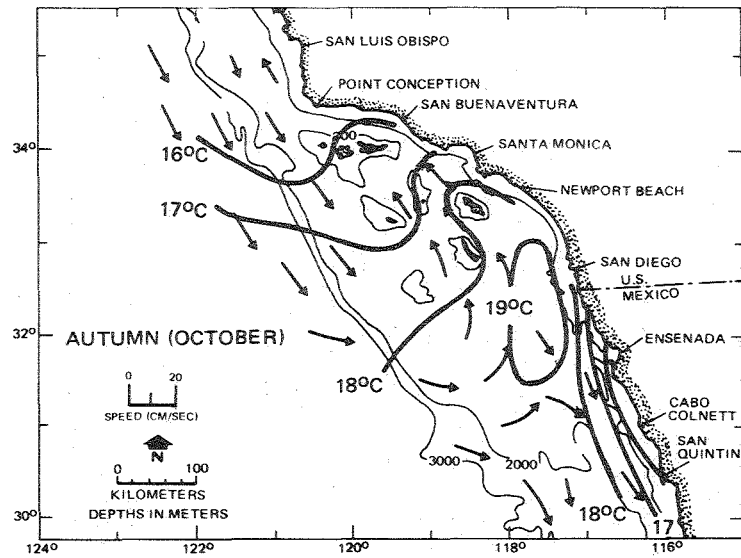 SAN LUIS OBISPO
POINT CONCEPTION
SAN BUENAVENTURA
SANTA MONICA
NEWPORT BEACH
SAN DIEGO
U.S.
MEXICO
ENSENADA
CABO
COLNETT
SAN
QUINTIN
34°
16°C
17°C
19°C
32°
AUTUMN (OCTOBER)
18°C
0 20
SPEED (CM/SEC)
N
0 100
KILOMETERS
DEPTHS IN METERS
3000
2000
18°C
17
30°
124° 122° 120° 118° 116°